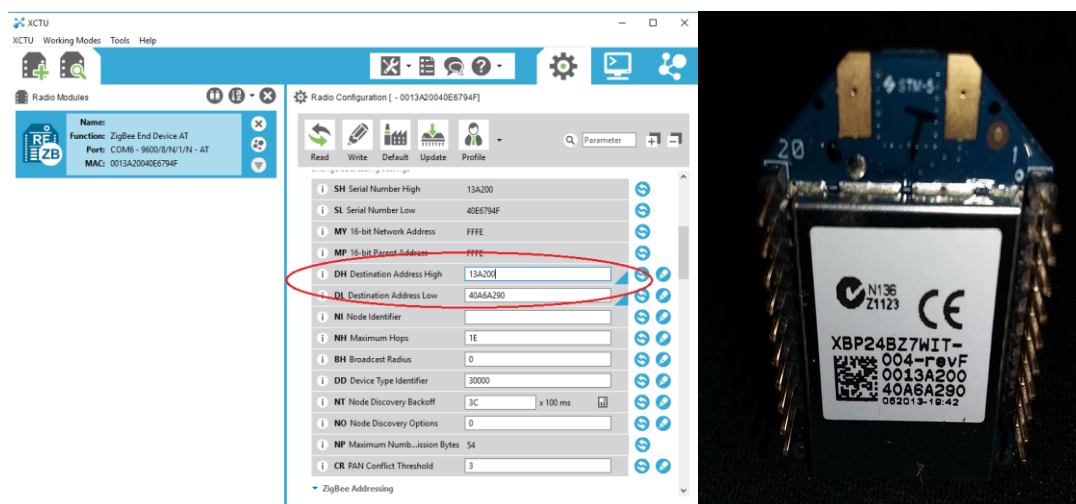 XCTU
XCTU Working Modes Tools Help
Radio Modules
Name:
Function: ZigBee End Device AT
Port: COM6 - 9600/8/N/1/N - AT
MAC: 0013A20040E6794F
RF
ZB
Radio Configuration [ - 0013A20040E6794F]
Read Write Default Update Profile
Parameter
SH Serial Number High 13A200
SL Serial Number Low 40E6794F
MY 16-bit Network Address FFFE
MP 16-bit Parent Address FFFE
DH Destination Address High 13A200
DL Destination Address Low 40A6A290
NI Node Identifier
NH Maximum Hops 1E
BH Broadcast Radius 0
DD Device Type Identifier 30000
NT Node Discovery Backoff 3C x 100 ms
NO Node Discovery Options 0
NP Maximum Numb...ission Bytes 54
CR PAN Conflict Threshold 3
ZigBee Addressing
STM-5
20
1
N136
Z1123
CE
XBP24BZ7WIT-
004-revF
0013A200
40A6A290
062013-19:42